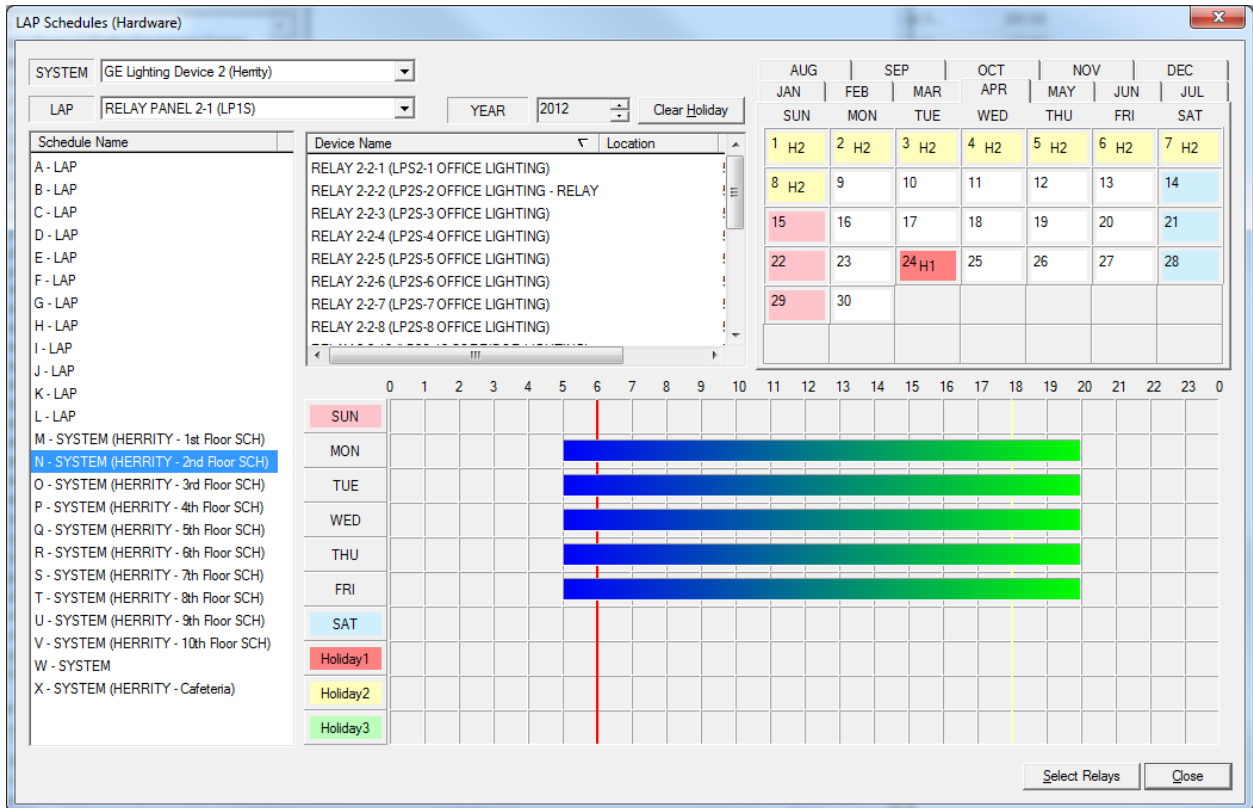 LAP Schedules (Hardware)
SYSTEM GE Lighting Device 2 (Herrity)
LAP RELAY PANEL 2-1 (LP1S) YEAR 2012 Clear Holiday
AUG SEP OCT NOV DEC
JAN FEB MAR APR MAY JUN JUL
SUN MON TUE WED THU FRI SAT
1 H2 2 H2 3 H2 4 H2 5 H2 6 H2 7 H2
8 H2 9 10 11 12 13 14
15 16 17 18 19 20 21
22 23 24 H1 25 26 27 28
29 30
Schedule Name
A - LAP
B - LAP
C - LAP
D - LAP
E - LAP
F - LAP
G - LAP
H - LAP
I - LAP
J - LAP
K - LAP
L - LAP
M - SYSTEM (HERRITY - 1st Floor SCH)
N - SYSTEM (HERRITY - 2nd Floor SCH)
O - SYSTEM (HERRITY - 3rd Floor SCH)
P - SYSTEM (HERRITY - 4th Floor SCH)
Q - SYSTEM (HERRITY - 5th Floor SCH)
R - SYSTEM (HERRITY - 6th Floor SCH)
S - SYSTEM (HERRITY - 7th Floor SCH)
T - SYSTEM (HERRITY - 8th Floor SCH)
U - SYSTEM (HERRITY - 9th Floor SCH)
V - SYSTEM (HERRITY - 10th Floor SCH)
W - SYSTEM
X - SYSTEM (HERRITY - Cafeteria)
Device Name Location
RELAY 2-2-1 (LPS2-1 OFFICE LIGHTING)
RELAY 2-2-2 (LP2S-2 OFFICE LIGHTING - RELAY
RELAY 2-2-3 (LP2S-3 OFFICE LIGHTING)
RELAY 2-2-4 (LP2S-4 OFFICE LIGHTING)
RELAY 2-2-5 (LP2S-5 OFFICE LIGHTING)
RELAY 2-2-6 (LP2S-6 OFFICE LIGHTING)
RELAY 2-2-7 (LP2S-7 OFFICE LIGHTING)
RELAY 2-2-8 (LP2S-8 OFFICE LIGHTING)
0 1 2 3 4 5 6 7 8 9 10 11 12 13 14 15 16 17 18 19 20 21 22 23 0
SUN
MON
TUE
WED
THU
FRI
SAT
Holiday1
Holiday2
Holiday3
Select Relays Close